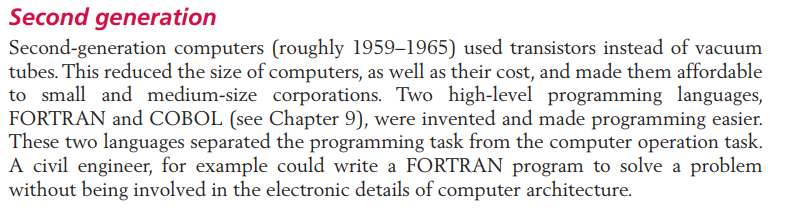 Second generation
Second-generation computers (roughly 1959–1965) used transistors instead of vacuum
tubes. This reduced the size of computers, as well as their cost, and made them affordable
to small and medium-size corporations. Two high-level programming languages,
FORTRAN and COBOL (see Chapter 9), were invented and made programming easier.
These two languages separated the programming task from the computer operation task.
A civil engineer, for example could write a FORTRAN program to solve a problem
without being involved in the electronic details of computer architecture.